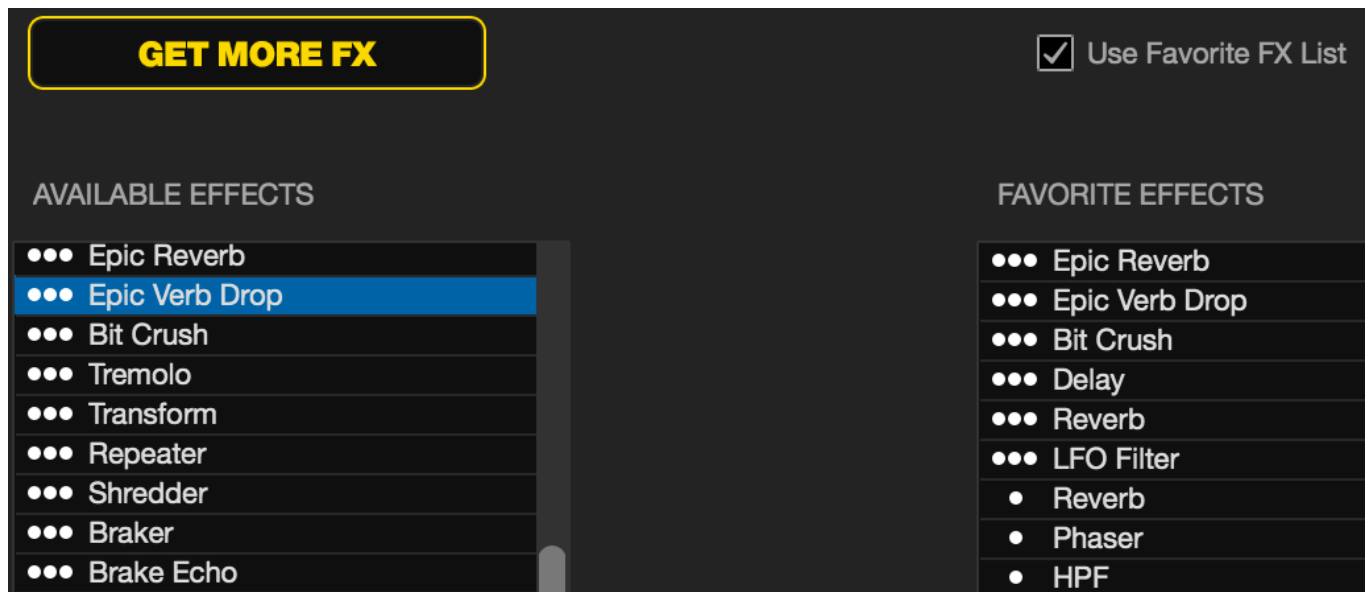 GET MORE FX
Use Favorite FX List
AVAILABLE EFFECTS
Epic Reverb
Epic Verb Drop
Bit Crush
Tremolo
Transform
Repeater
Shredder
Braker
Brake Echo
FAVORITE EFFECTS
Epic Reverb
Epic Verb Drop
Bit Crush
Delay
Reverb
LFO Filter
Reverb
Phaser
HPF